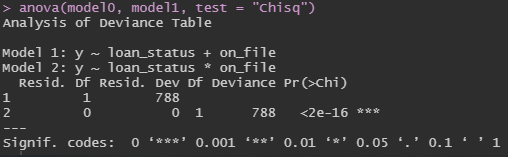 > anova(model0, model1, test = "Chisq")
Analysis of Deviance Table

Model 1: y ~ loan_status + on_file
Model 2: y ~ loan_status * on_file
  Resid. Df Resid. Dev Df Deviance Pr(>Chi)
1         1        788
2         0          0  1      788   <2e-16 ***
---
Signif. codes:  0 ‘***’ 0.001 ‘**’ 0.01 ‘*’ 0.05 ‘.’ 0.1 ‘ ’ 1